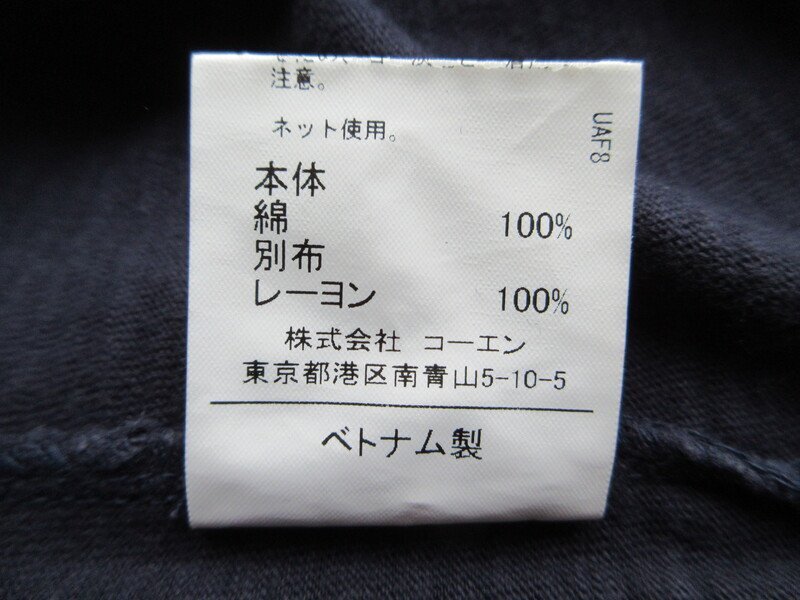 注意。
ネット使用。
UAF8
本体
綿 100%
別布
レーヨン 100%
株式会社 コーエン
東京都港区南青山5-10-5
ベトナム製